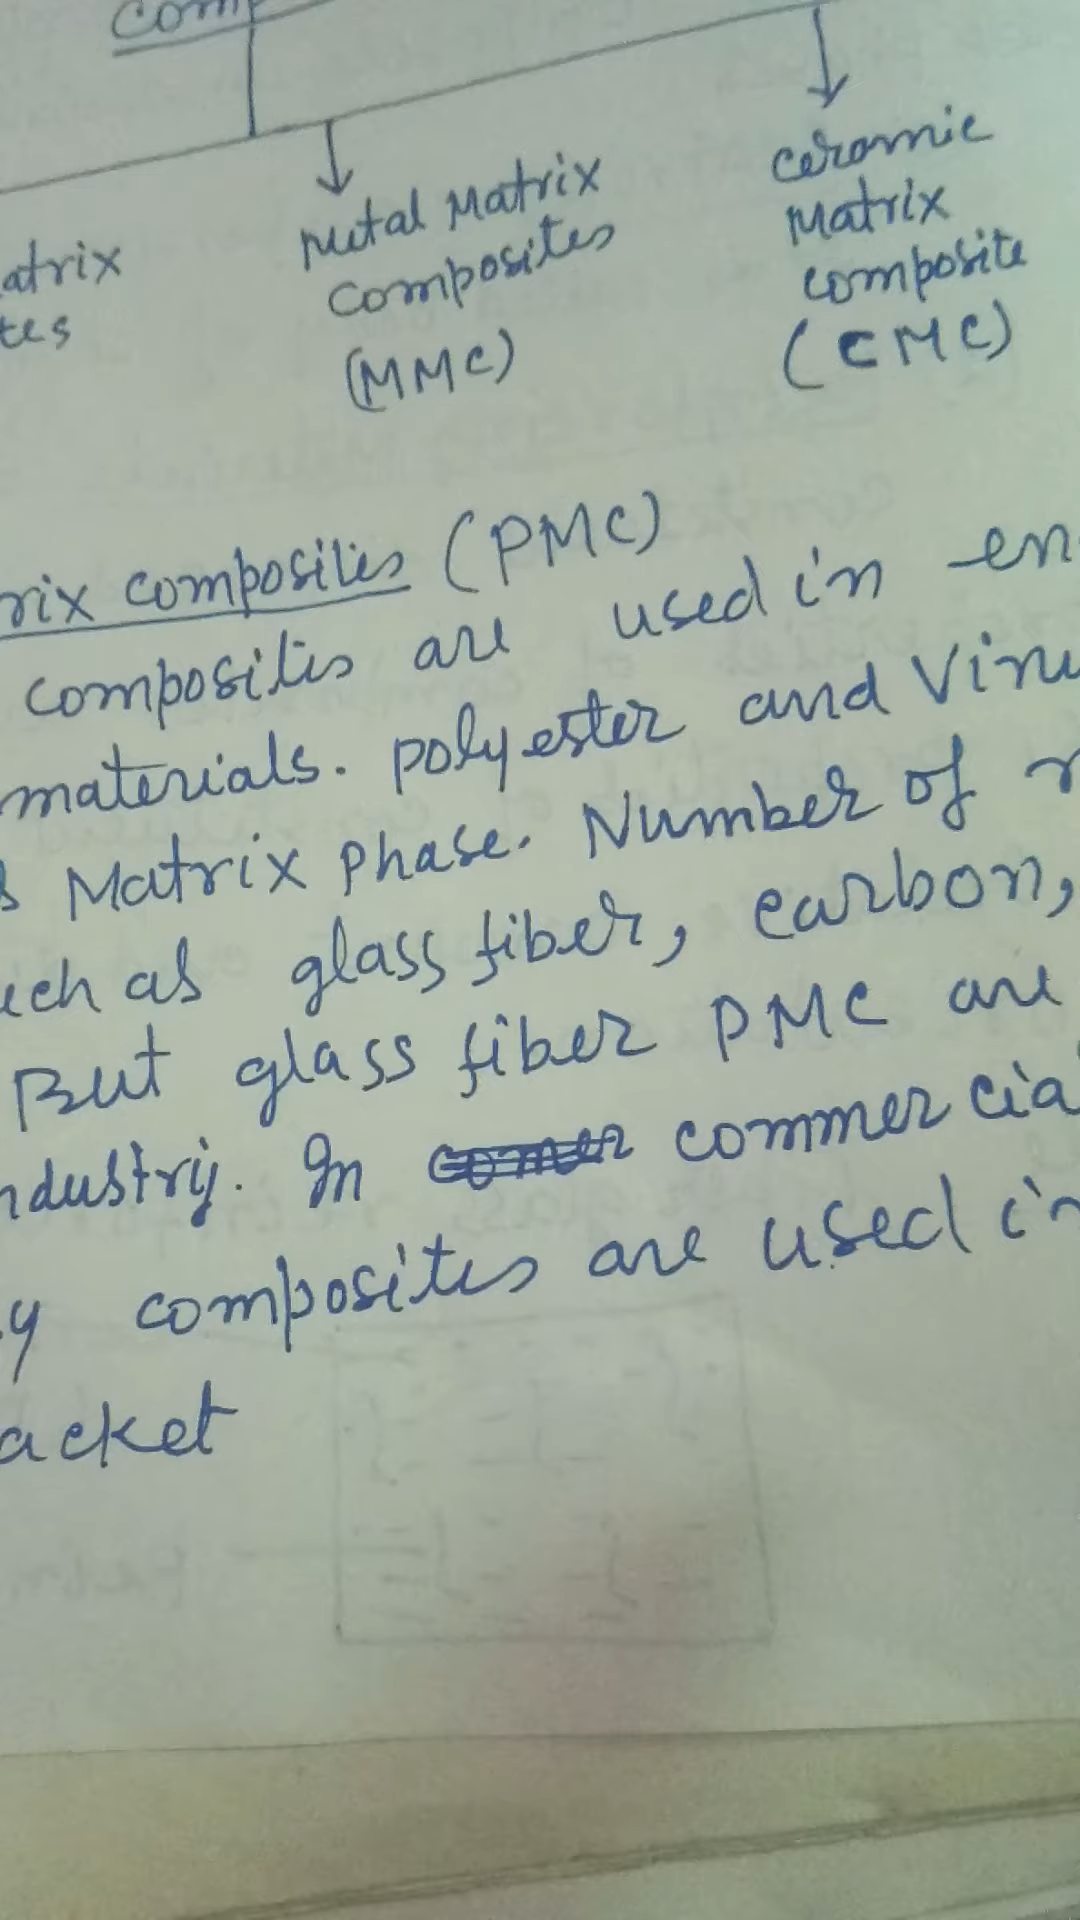 Com
ceramic
Metal Matrix
Matrix
atrix
composites
composite
tes
(MMC)
(CMC)
rix composites (PMC)
composites are used in en
materials. polyester and Vin
s Matrix phase. Number of r
uch as glass fiber, carbon,
But glass fiber PMC are
ndustry. In commercia
y composites are used in
acket